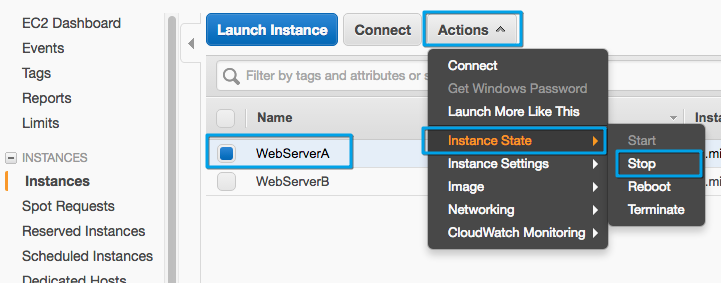 EC2 Dashboard
Events
Tags
Reports
Limits
INSTANCES
Instances
Spot Requests
Reserved Instances
Scheduled Instances
Dedicated Hosts
Launch Instance
Connect
Actions
Filter by tags and attributes or s
Name
Insta
WebServerA
.mi
WebServerB
.mi
Connect
Get Windows Password
Launch More Like This
Instance State
Instance Settings
Image
Networking
CloudWatch Monitoring
Start
Stop
Reboot
Terminate